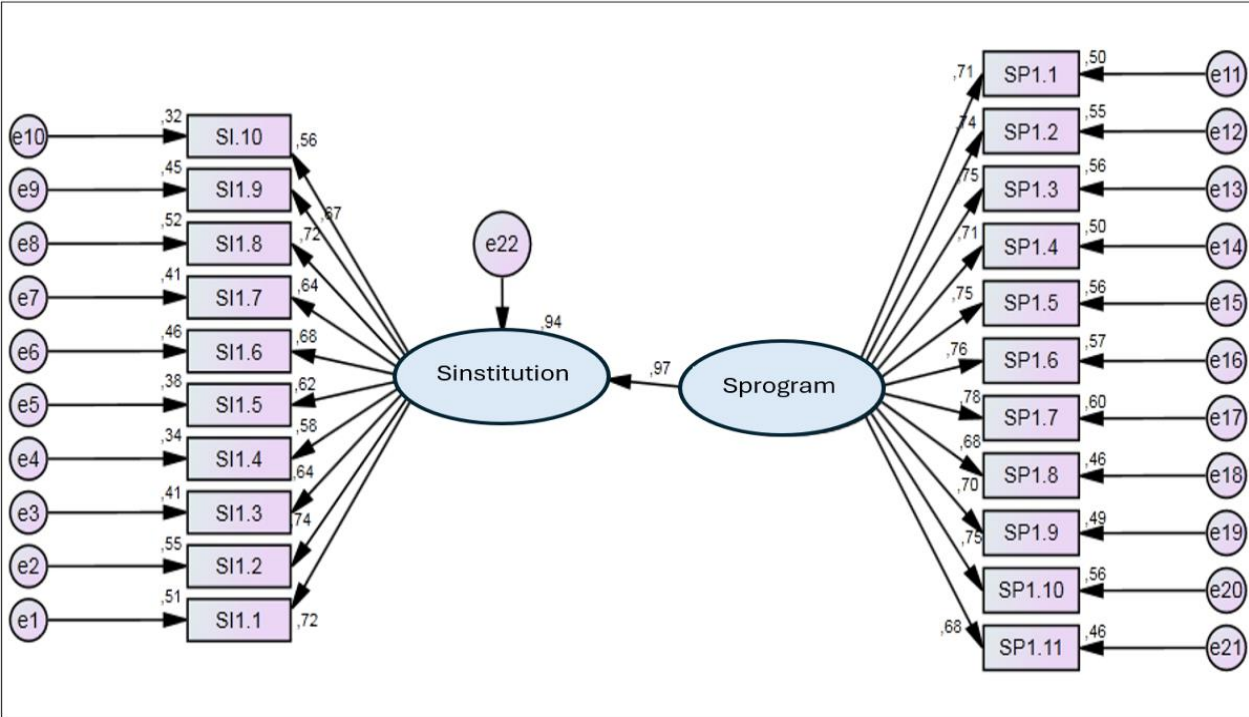 e10 ,32 SI.10 ,56
e9 ,45 SI1.9 ,67
e8 ,52 SI1.8 ,72
e7 ,41 SI1.7 ,64
e6 ,46 SI1.6 ,68
e5 ,38 SI1.5 ,62
e4 ,34 SI1.4 ,58
e3 ,41 SI1.3 ,64
e2 ,55 SI1.2 ,74
e1 ,51 SI1.1 ,72
e22
,94
Sinstitution
,97
Sprogram
,71 SP1.1 ,50 e11
,74 SP1.2 ,55 e12
,75 SP1.3 ,56 e13
,71 SP1.4 ,50 e14
,75 SP1.5 ,56 e15
,76 SP1.6 ,57 e16
,78 SP1.7 ,60 e17
,68 SP1.8 ,46 e18
,70 SP1.9 ,49 e19
,75 SP1.10 ,56 e20
,68 SP1.11 ,46 e21